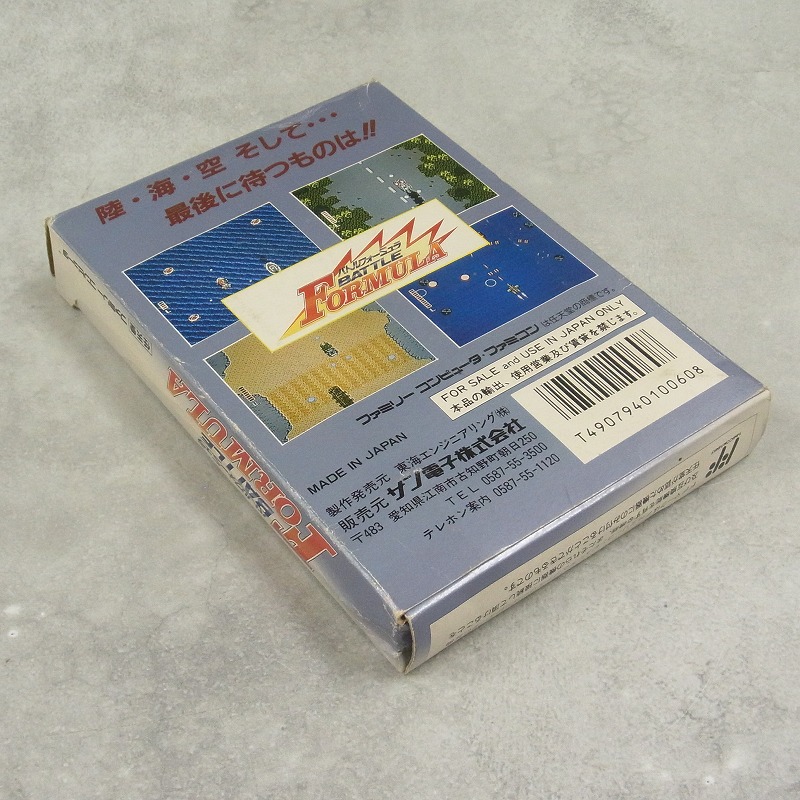 陸・海・空 そして・・・
最後に待つものは!!
バトルフォーミュラ
BATTLE
FORMULA
ファミリー コンピュータ・ファミコン は任天堂の商標です。
FOR SALE and USE IN JAPAN ONLY
本品の輸出、使用営業及び賃貸を禁じます。
T4907940100608
MADE IN JAPAN
製作発売元 東海エンジニアリング㈱
販売元 サン電子株式会社
〒483 愛知県江南市古知野町朝日250
TEL 0587-55-3500
テレホン案内 0587-55-1120
BATTLE
FORMULA